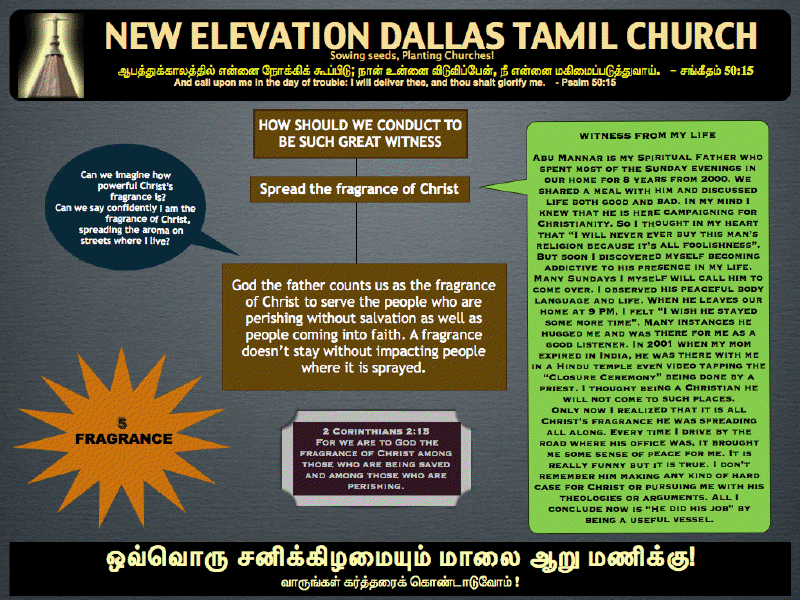 NEW ELEVATION DALLAS TAMIL CHURCH
Sowing seeds, Planting Churches!
ஆபத்துக்காலத்தில் என்னை நோக்கிக் கூப்பிடு; நான் உன்னை விடுவிப்பேன், நீ என்னை மகிமைப்படுத்துவாய். - சங்கீதம் 50:15
And call upon me in the day of trouble: I will deliver thee, and thou shalt glorify me. - Psalm 50:15
HOW SHOULD WE CONDUCT TO
BE SUCH GREAT WITNESS
Spread the fragrance of Christ
Can we imagine how
powerful Christ's
fragrance is?
Can we say confidently I am the
fragrance of Christ,
spreading the aroma on
streets where I live?
God the father counts us as the fragrance
of Christ to serve the people who are
perishing without salvation as well as
people coming into faith. A fragrance
doesn't stay without impacting people
where it is sprayed.
5
FRAGRANCE
2 Corinthians 2:15
For we are to God the
fragrance of Christ among
those who are being saved
and among those who are
perishing.
WITNESS FROM MY LIFE
Abu Mannar is my Spiritual Father who
spent most of the Sunday evenings in
our home for 8 years from 2000. We
shared a meal with him and discussed
life both good and bad. In my mind I
knew that he is here campaigning for
Christianity. So I thought in my heart
that "I will never ever buy this man's
religion because it's all foolishness".
But soon I discovered myself becoming
addictive to his presence in my life.
Many Sundays I myself will call him to
come over. I observed his peaceful body
language and life. When he leaves our
home at 9 PM, I felt "I wish he stayed
some more time". Many instances he
hugged me and was there for me as a
good listener. In 2001 when my mom
expired in India, he was there with me
in a Hindu temple even video tapping the
"Closure Ceremony" being done by a
priest. I thought being a Christian he
will not come to such places.
Only now I realized that it is all
Christ's fragrance he was spreading
all along. Every time I drive by the
road where his office was, it brought
me some sense of peace for me. It is
really funny but it is true. I don't
remember him making any kind of hard
case for Christ or pursuing me with his
theologies or arguments. All I
conclude now is "He did his job" by
being a useful vessel.
ஒவ்வொரு சனிக்கிழமையும் மாலை ஆறு மணிக்கு!
வாருங்கள் கர்த்தரைக் கொண்டாடுவோம் !